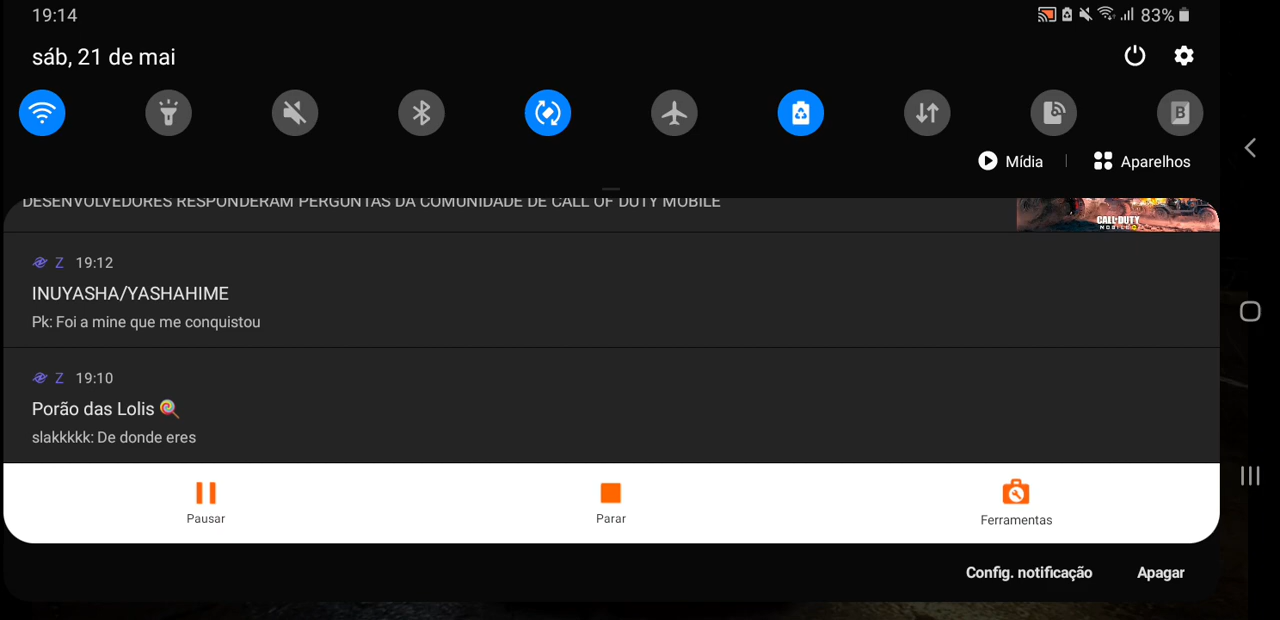 19:14
83%
sáb, 21 de mai
B
Mídia
Aparelhos
DESENVOLVEDORES RESPONDERAM PERGUNTAS DA COMUNIDADE DE CALL OF DUTY MOBILE
CALL DUTY
MOBILE
Z 19:12
INUYASHA/YASHAHIME
Pk: Foi a mine que me conquistou
Z 19:10
Porão das Lolis 🍭
slakkkkk: De donde eres
Pausar
Parar
Ferramentas
Config. notificação
Apagar